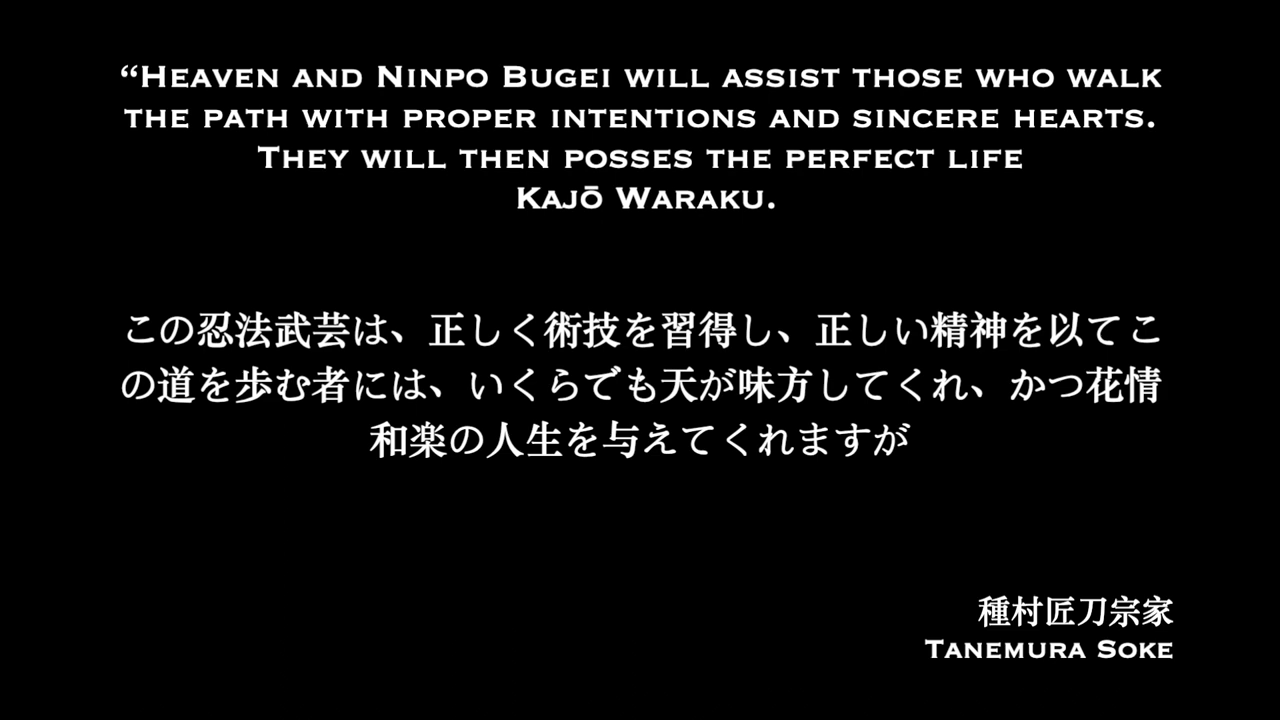 “Heaven and Ninpo Bugei will assist those who walk
the path with proper intentions and sincere hearts.
They will then posses the perfect life
Kajō Waraku.
この忍法武芸は、正しく術技を習得し、正しい精神を以てこ
の道を歩む者には、いくらでも天が味方してくれ、かつ花情
和楽の人生を与えてくれますが
種村匠刀宗家
Tanemura Soke